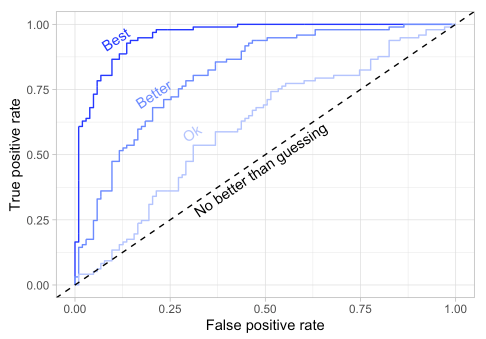 1.00
0.75
0.50
0.25
0.00
True positive rate
Best
Better
Ok
No better than guessing
0.00 0.25 0.50 0.75 1.00
False positive rate